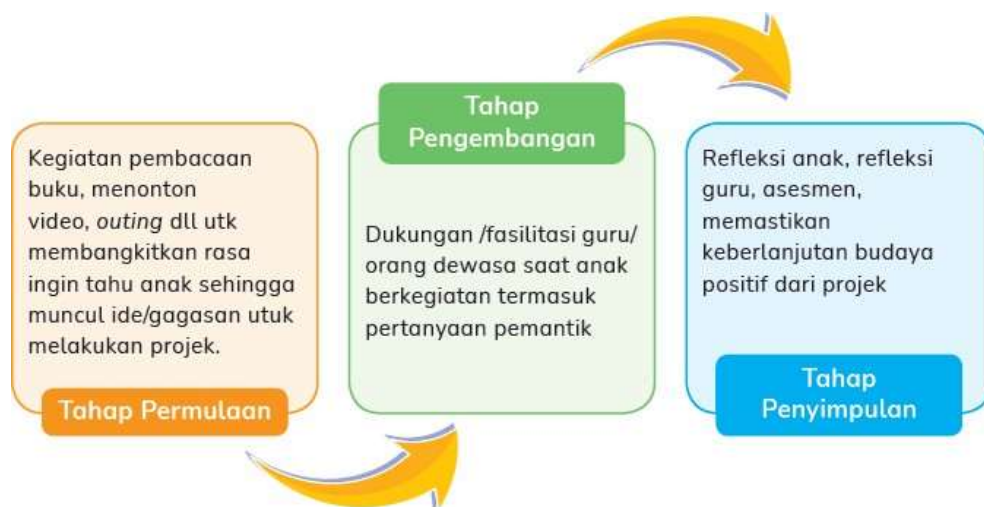 Kegiatan pembacaan
buku, menonton
video, outing dll utk
membangkitkan rasa
ingin tahu anak sehingga
muncul ide/gagasan utuk
melakukan projek.
Tahap Permulaan
Tahap
Pengembangan
Dukungan /fasilitasi guru/
orang dewasa saat anak
berkegiatan termasuk
pertanyaan pemantik
Refleksi anak, refleksi
guru, asesmen,
memastikan
keberlanjutan budaya
positif dari projek
Tahap
Penyimpulan